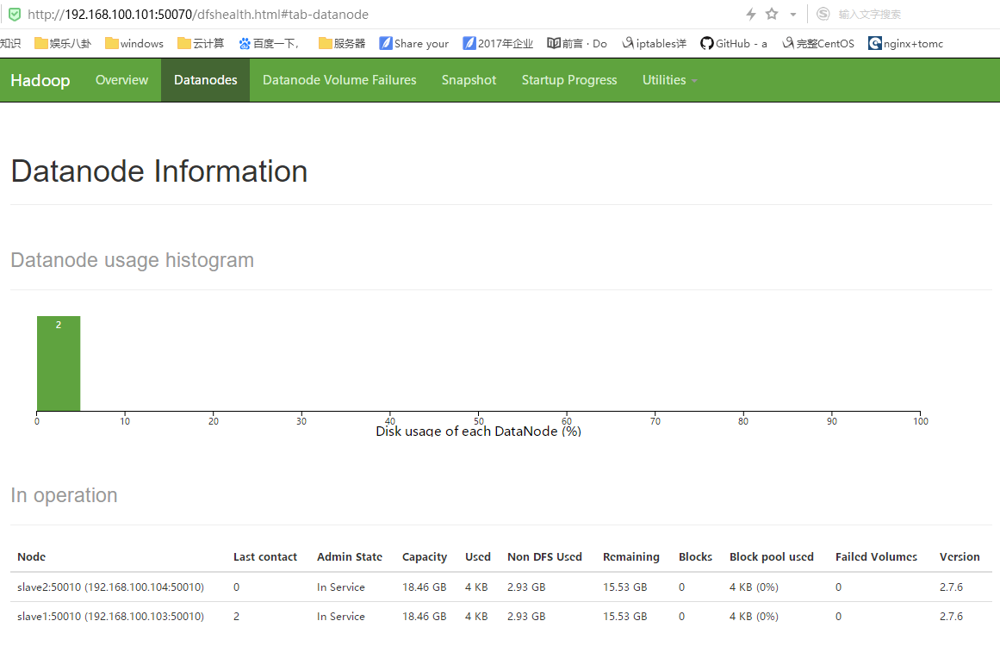 http://192.168.100.101:50070/dfshealth.html#tab-datanode 输入文字搜索
知识 娱乐八卦 windows 云计算 百度一下, 服务器 Share your 2017年企业 前言 · Do iptables详 GitHub - a 完整CentOS nginx+tomc
Hadoop Overview Datanodes Datanode Volume Failures Snapshot Startup Progress Utilities
Datanode Information
Datanode usage histogram
2
0 10 20 30 40 50 60 70 80 90 100
Disk usage of each DataNode (%)
In operation
Node Last contact Admin State Capacity Used Non DFS Used Remaining Blocks Block pool used Failed Volumes Version
slave2:50010 (192.168.100.104:50010) 0 In Service 18.46 GB 4 KB 2.93 GB 15.53 GB 0 4 KB (0%) 0 2.7.6
slave1:50010 (192.168.100.103:50010) 2 In Service 18.46 GB 4 KB 2.93 GB 15.53 GB 0 4 KB (0%) 0 2.7.6